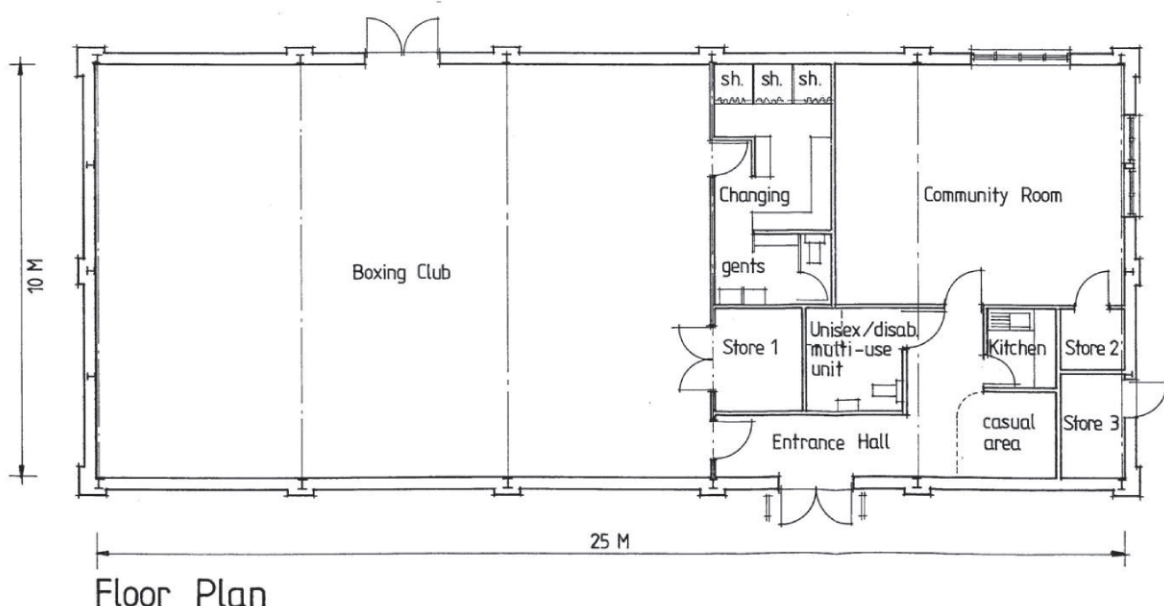 sh. sh. sh.
Changing
Community Room
10 M
Boxing Club
gents
Store 1
Unisex/disab.
multi-use
unit
Kitchen
Store 2
Entrance Hall
casual
area
Store 3
25 M
Floor Plan